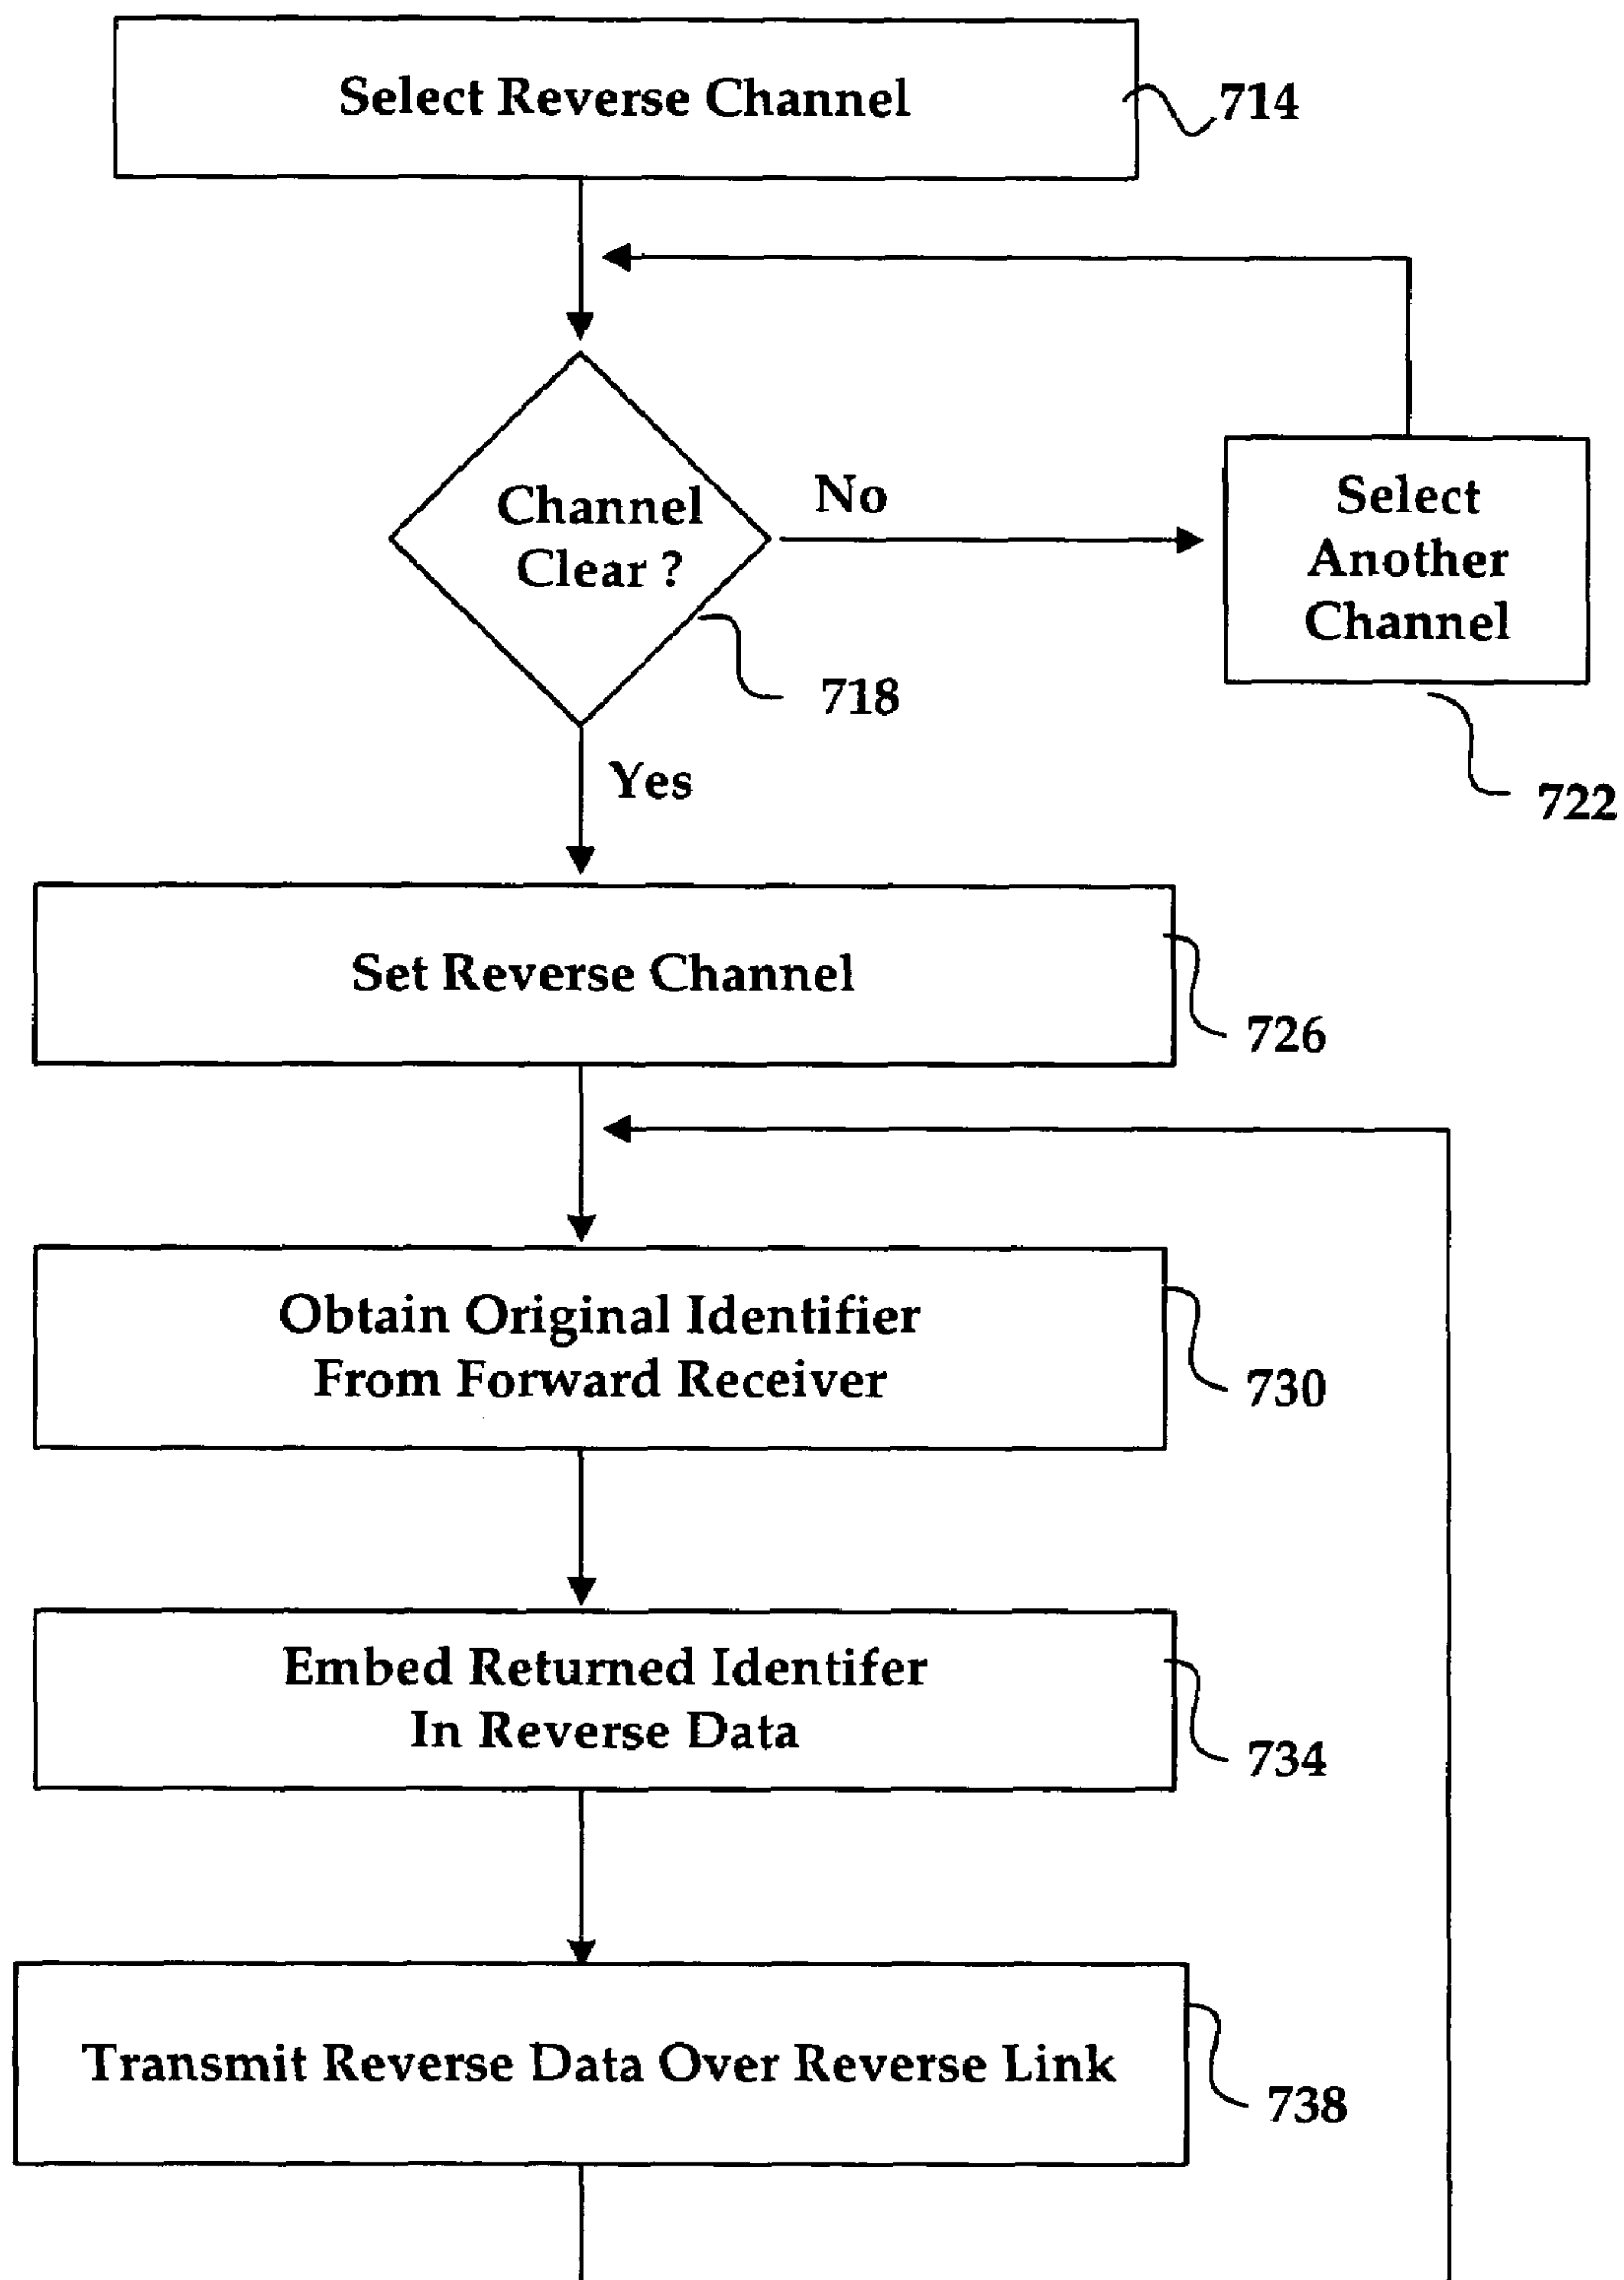 Select Reverse Channel
714
Channel
Clear ?
No
Select
Another
Channel
718
722
Yes
Set Reverse Channel
726
Obtain Original Identifier
From Forward Receiver
730
Embed Returned Identifer
In Reverse Data
734
Transmit Reverse Data Over Reverse Link
738